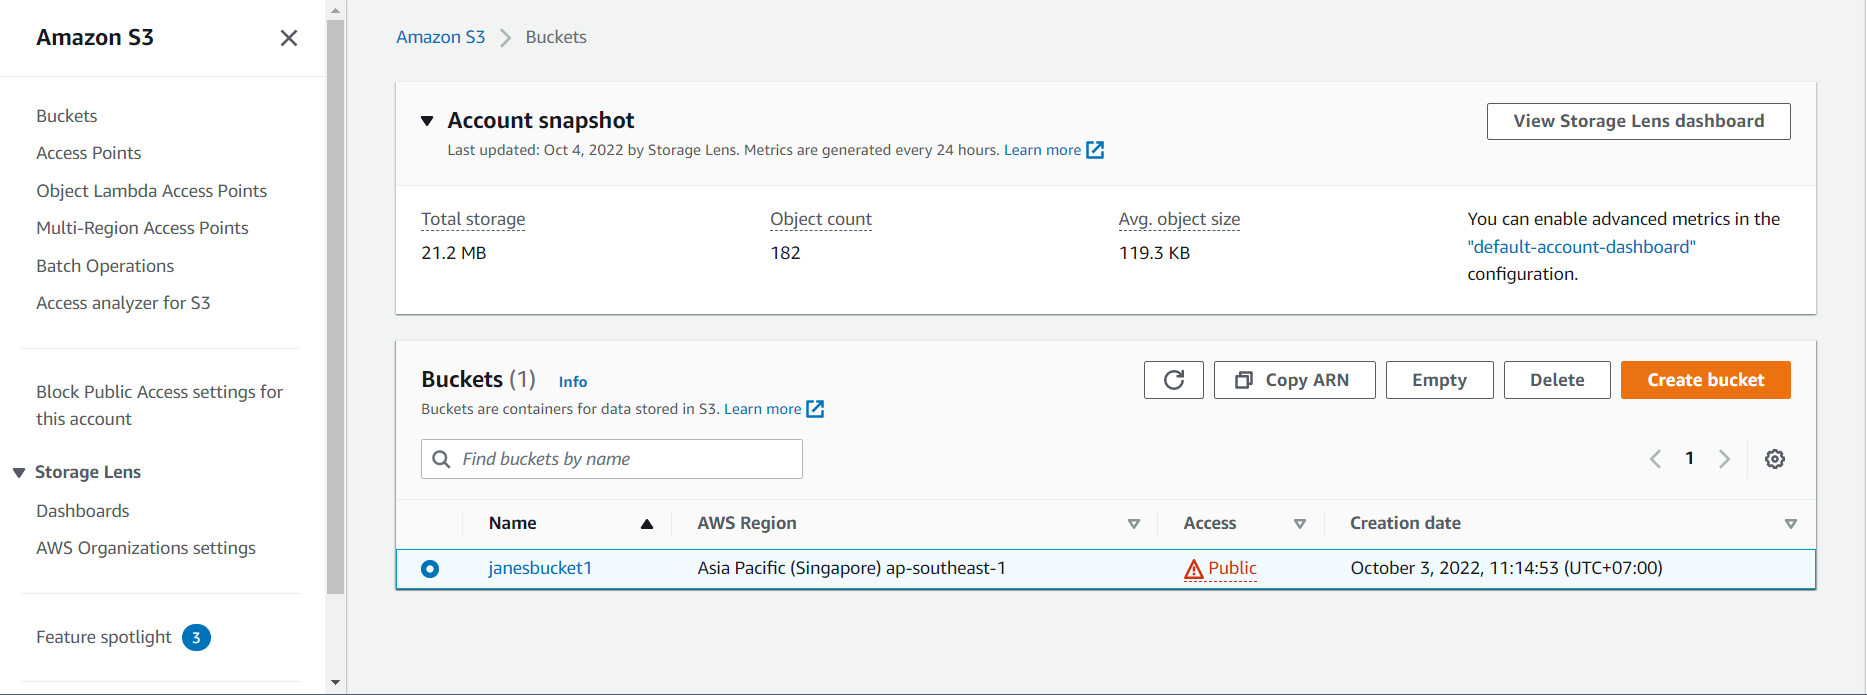 Amazon S3
Buckets
Access Points
Object Lambda Access Points
Multi-Region Access Points
Batch Operations
Access analyzer for S3
Block Public Access settings for
this account
Storage Lens
Dashboards
AWS Organizations settings
Feature spotlight 3
Amazon S3 > Buckets
Account snapshot
View Storage Lens dashboard
Last updated: Oct 4, 2022 by Storage Lens. Metrics are generated every 24 hours. Learn more
Total storage
21.2 MB
Object count
182
Avg. object size
119.3 KB
You can enable advanced metrics in the
"default-account-dashboard"
configuration.
Buckets (1) Info
Buckets are containers for data stored in S3. Learn more
Copy ARN
Empty
Delete
Create bucket
Find buckets by name
1
Name AWS Region Access Creation date
janesbucket1 Asia Pacific (Singapore) ap-southeast-1 Public October 3, 2022, 11:14:53 (UTC+07:00)